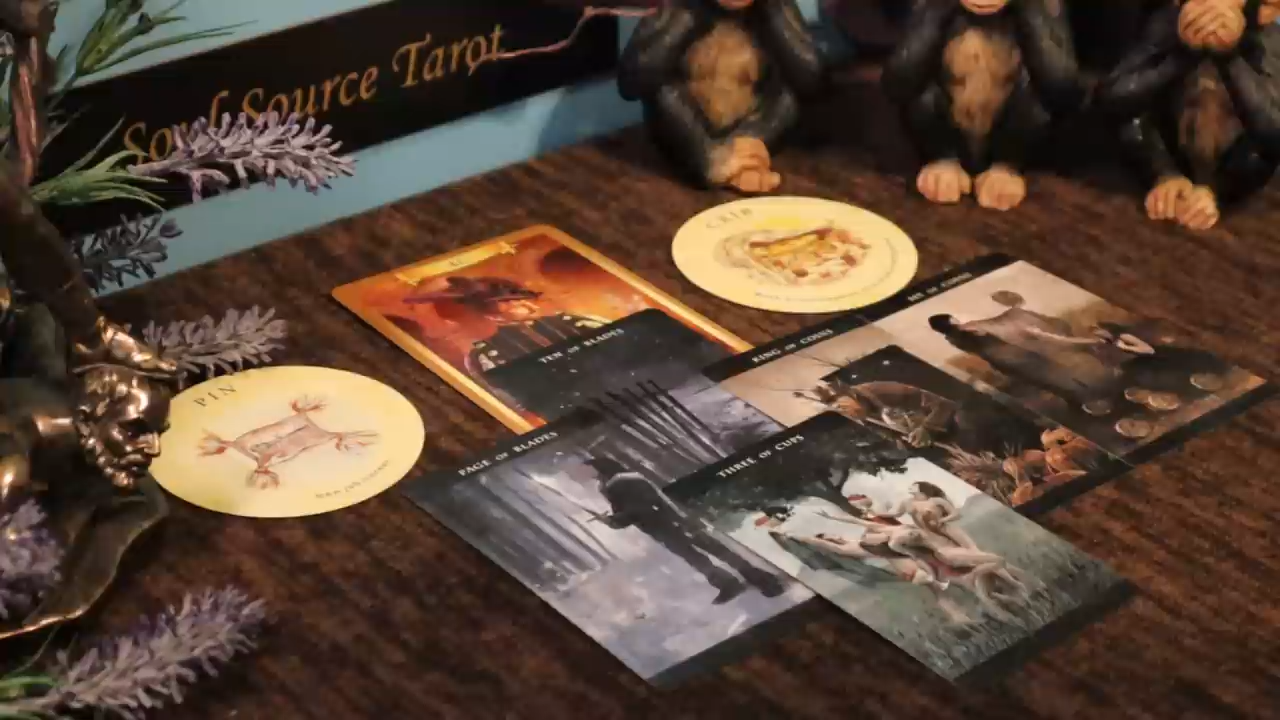 Soul Source Tarot
CRIB
PIN
TEN OF BLADES
KING OF COINS
SIX OF COINS
PAGE OF BLADES
THREE OF CUPS